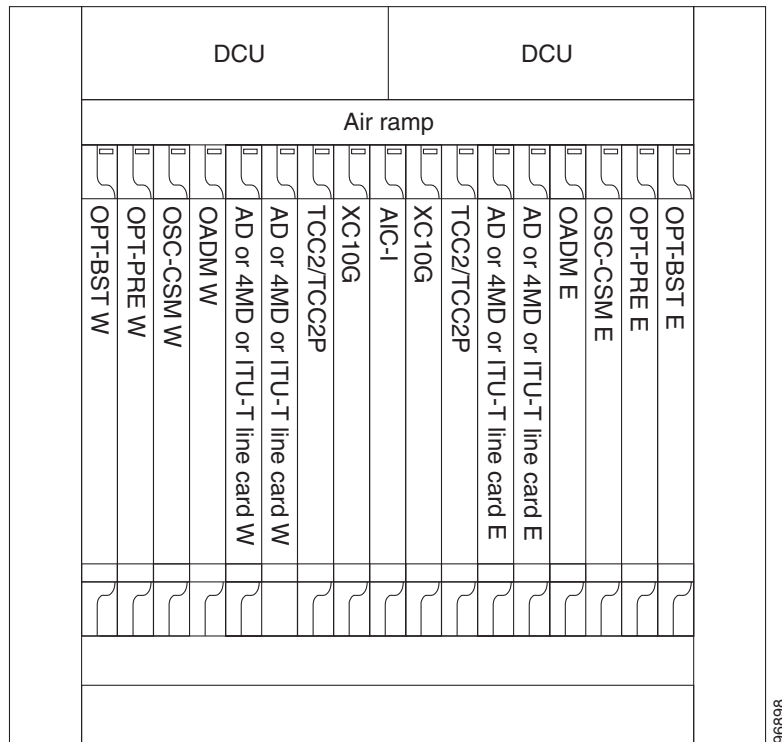 DCU
DCU
Air ramp
OPT-BST W
OPT-PRE W
OSC-CSM W
OADM W
AD or 4MD or ITU-T line card W
AD or 4MD or ITU-T line card W
TCC2/TCC2P
XC10G
AIC-I
XC10G
TCC2/TCC2P
AD or 4MD or ITU-T line card E
AD or 4MD or ITU-T line card E
OADM E
OSC-CSM E
OPT-PRE E
OPT-BST E
96898